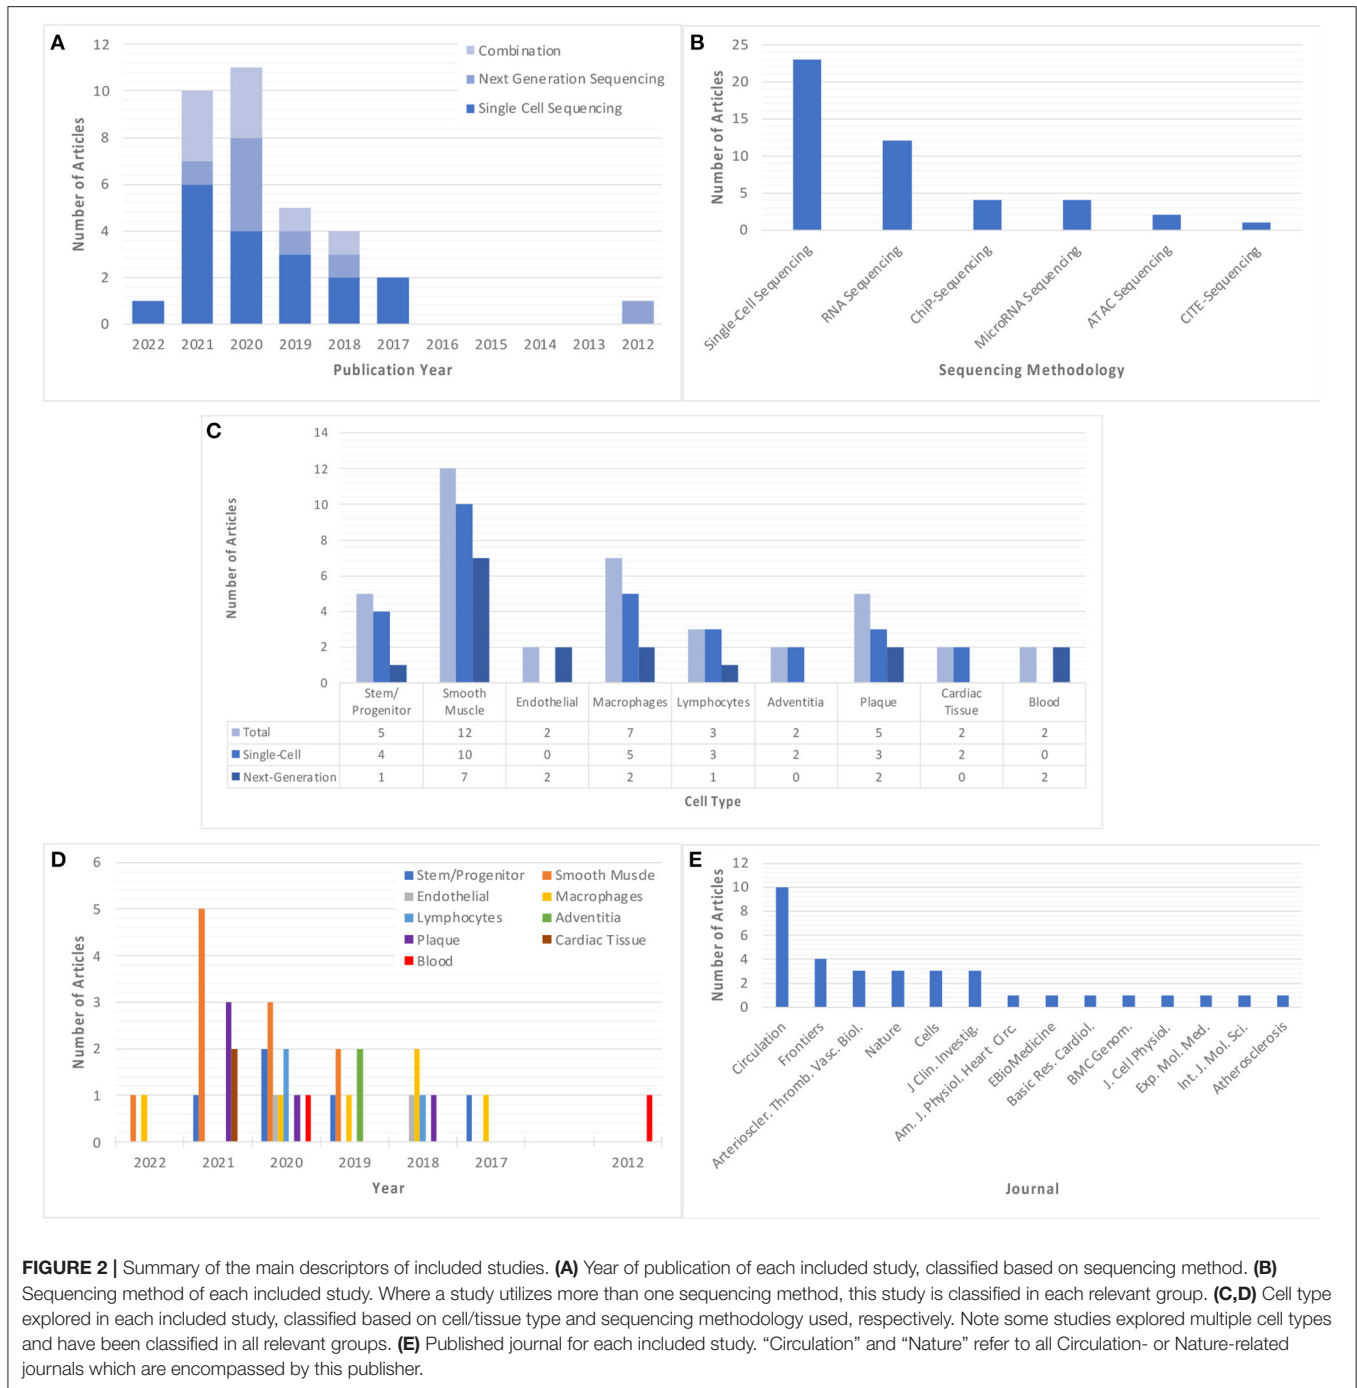 A
12
10
8
6
4
2
0
Number of Articles
Combination
Next Generation Sequencing
Single Cell Sequencing
2022 2021 2020 2019 2018 2017 2016 2015 2014 2013 2012
Publication Year
B
25
20
15
10
5
0
Number of Articles
Single-Cell Sequencing
RNA Sequencing
ChiP-Sequencing
MicroRNA Sequencing
ATAC Sequencing
CITE-Sequencing
Sequencing Methodology
C
14
12
10
8
6
4
2
0
Number of Articles
Stem/ Smooth Endothelial Macrophages Lymphocytes Adventitia Plaque Cardiac Blood
Progenitor Muscle Tissue
Total 5 12 2 7 3 2 5 2 2
Single-Cell 4 10 0 5 3 2 3 2 0
Next-Generation 1 7 2 2 1 0 2 0 2
Cell Type
D
6
5
4
3
2
1
0
Number of Articles
Stem/Progenitor Smooth Muscle
Endothelial Macrophages
Lymphocytes Adventitia
Plaque Cardiac Tissue
Blood
2022 2021 2020 2019 2018 2017 2012
Year
E
12
10
8
6
4
2
0
Number of Articles
Circulation
Frontiers
Arterioscler. Thromb. Vasc. Biol.
Nature
Cells
J Clin. Investig.
Am. J. Physiol. Heart Circ.
EBioMedicine
Basic Res. Cardiol.
BMC Genom.
J. Cell Physiol.
Exp. Mol. Med.
Int. J. Mol. Sci.
Atherosclerosis
Journal
FIGURE 2 | Summary of the main descriptors of included studies. (A) Year of publication of each included study, classified based on sequencing method. (B)
Sequencing method of each included study. Where a study utilizes more than one sequencing method, this study is classified in each relevant group. (C,D) Cell type
explored in each included study, classified based on cell/tissue type and sequencing methodology used, respectively. Note some studies explored multiple cell types
and have been classified in all relevant groups. (E) Published journal for each included study. “Circulation” and “Nature” refer to all Circulation- or Nature-related
journals which are encompassed by this publisher.